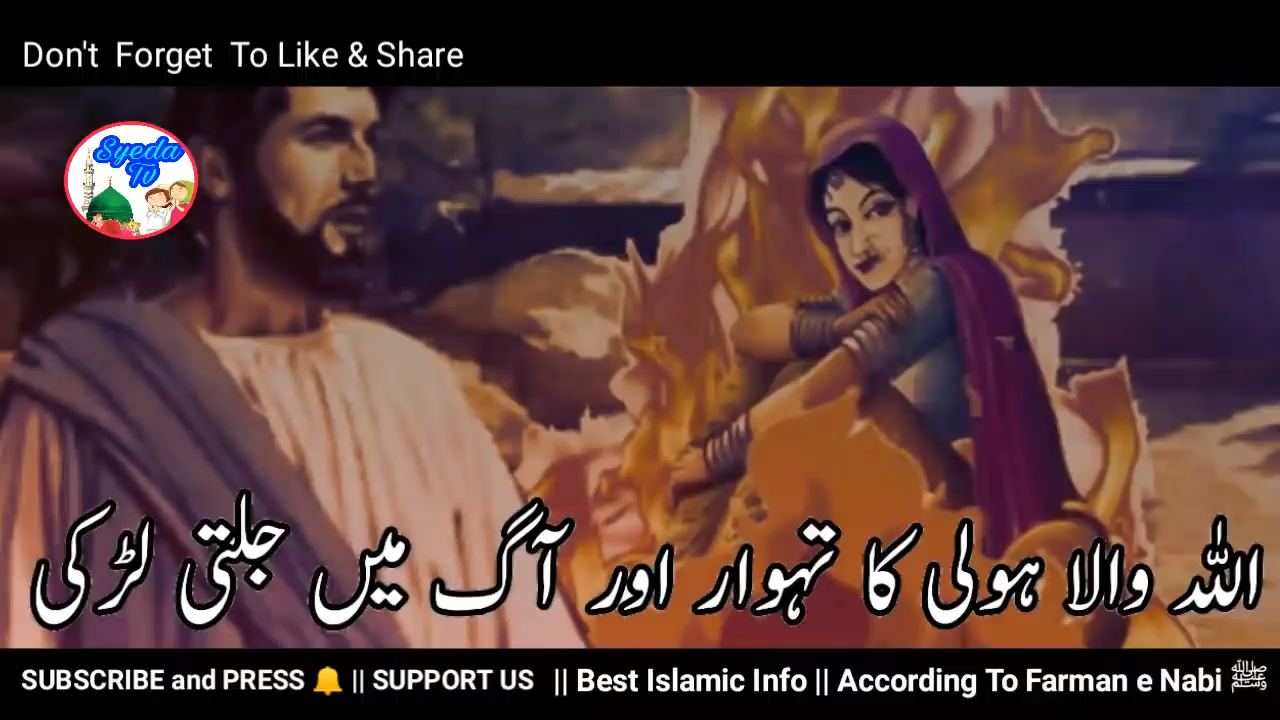 Don't Forget To Like & Share
Syeda
Tv
اللہ والا ہولی کا تہوار اور آگ میں جلتی لڑکی
SUBSCRIBE and PRESS 🔔 || SUPPORT US || Best Islamic Info || According To Farman e Nabi ﷺ